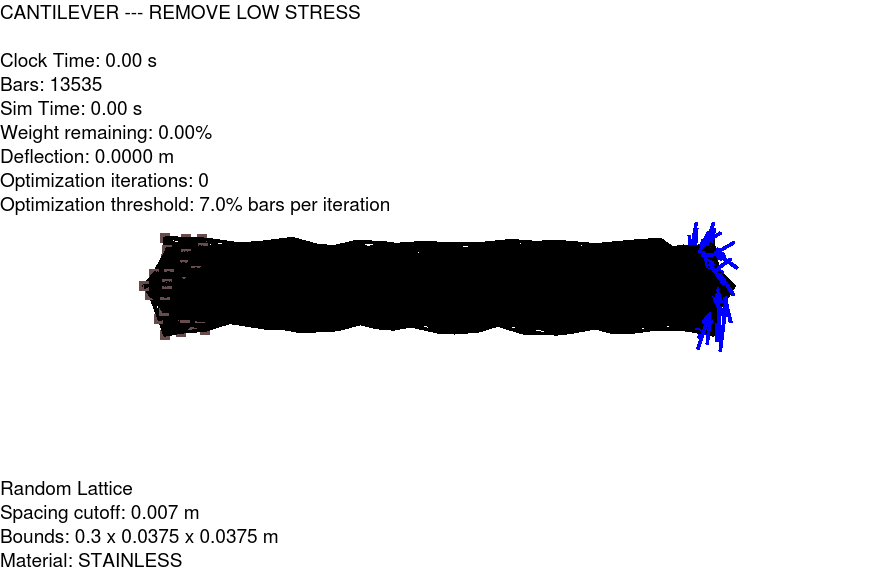 CANTILEVER --- REMOVE LOW STRESS
Clock Time: 0.00 s
Bars: 13535
Sim Time: 0.00 s
Weight remaining: 0.00%
Deflection: 0.0000 m
Optimization iterations: 0
Optimization threshold: 7.0% bars per iteration
Random Lattice
Spacing cutoff: 0.007 m
Bounds: 0.3 x 0.0375 x 0.0375 m
Material: STAINLESS